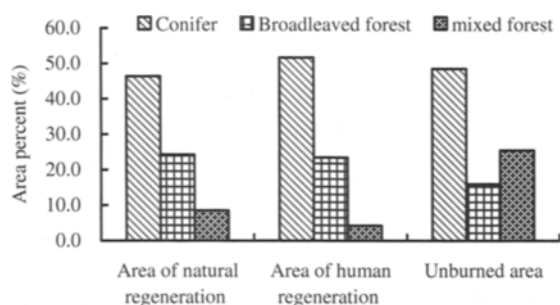 Conifer Broadleaved forest mixed forest
60.0
50.0
40.0
30.0
20.0
10.0
0.0
Area percent (%)
Area of natural
regeneration
Area of human
regeneration
Unburned area